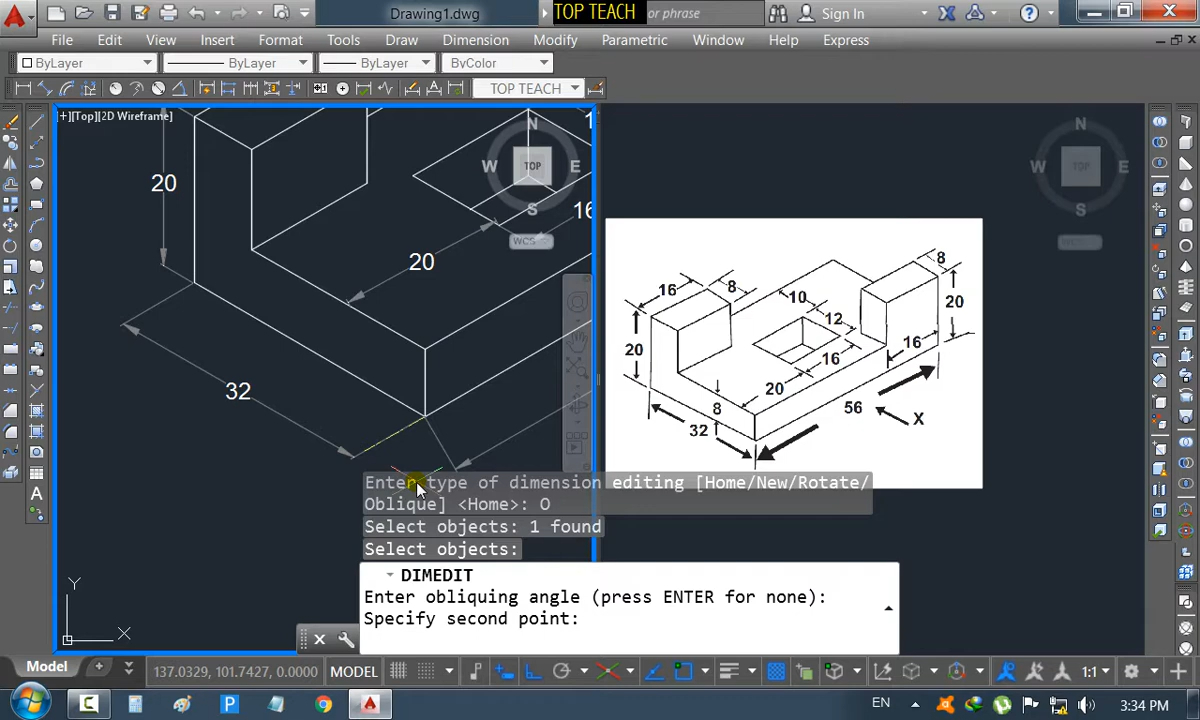 Drawing1.dwg
TOP TEACH
or phrase
Sign In
File
Edit
View
Insert
Format
Tools
Draw
Dimension
Modify
Parametric
Window
Help
Express
ByLayer
ByLayer
ByLayer
ByColor
TOP TEACH
[+][Top][2D Wireframe]
N
W
TOP
E
S
WCS
20
20
16
32
N
W
TOP
E
S
WCS
8
16
8
10
20
12
20
16
16
20
8
32
56
X
Enter type of dimension editing [Home/New/Rotate/
Oblique] <Home>: O
Select objects: 1 found
Select objects:
DIMEDIT
Enter obliquing angle (press ENTER for none):
Specify second point:
Y
X
Model
137.0329, 101.7427, 0.0000
MODEL
1:1
EN
3:34 PM